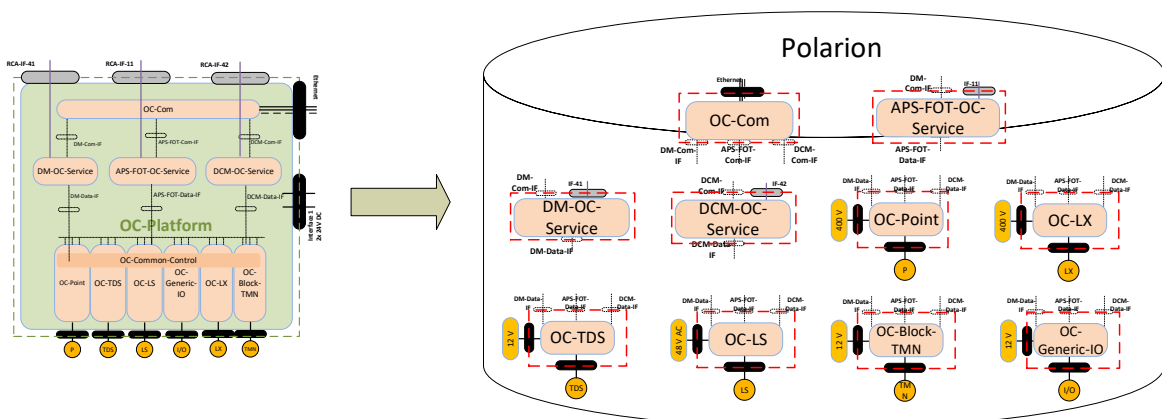 RCA-IF-41
RCA-IF-11
RCA-IF-42
Ethernet
OC-Com
DM-Com-IF
APS-FOT-Com-IF
DCM-Com-IF
DM-OC-Service
APS-FOT-OC-Service
DCM-OC-Service
DM-Data-IF
APS-FOT-Data-IF
DCM-Data-IF
Interface 1
2x 24V DC
OC-Platform
OC-Common-Control
OC-Point
OC-TDS
OC-LS
OC-
Generic-
IO
OC-LX
OC-
Block-
TMN
P
TDS
LS
I/O
LX
TMN
Polarion
Ethernet
OC-Com
DM-Com-
IF
APS-FOT-
Com-IF
DCM-
Com-IF
DM-
Com-IF
IF-11
APS-FOT-OC-
Service
APS-FOT-
Data-IF
DM-
Com-IF
IF-41
DM-OC-
Service
DM-Data-IF
DCM-
Com-IF
IF-42
DCM-OC-
Service
DCM-Data-
IF
DM-Data-
IF
APS-FOT-
Data-IF
DCM-
Data-IF
400 V
OC-Point
P
DM-Data-
IF
APS-FOT-
Data-IF
DCM-
Data-IF
400 V
OC-LX
LX
DM-Data-
IF
APS-FOT-
Data-IF
DCM-
Data-IF
12 V
OC-TDS
TDS
DM-Data-
IF
APS-FOT-
Data-IF
DCM-
Data-IF
48 V AC
OC-LS
LS
DM-Data-
IF
APS-FOT-
Data-IF
DCM-
Data-IF
12 V
OC-Block-
TMN
TM
N
DM-Data-
IF
APS-FOT-
Data-IF
DCM-
Data-IF
12 V
OC-
Generic-IO
I/O